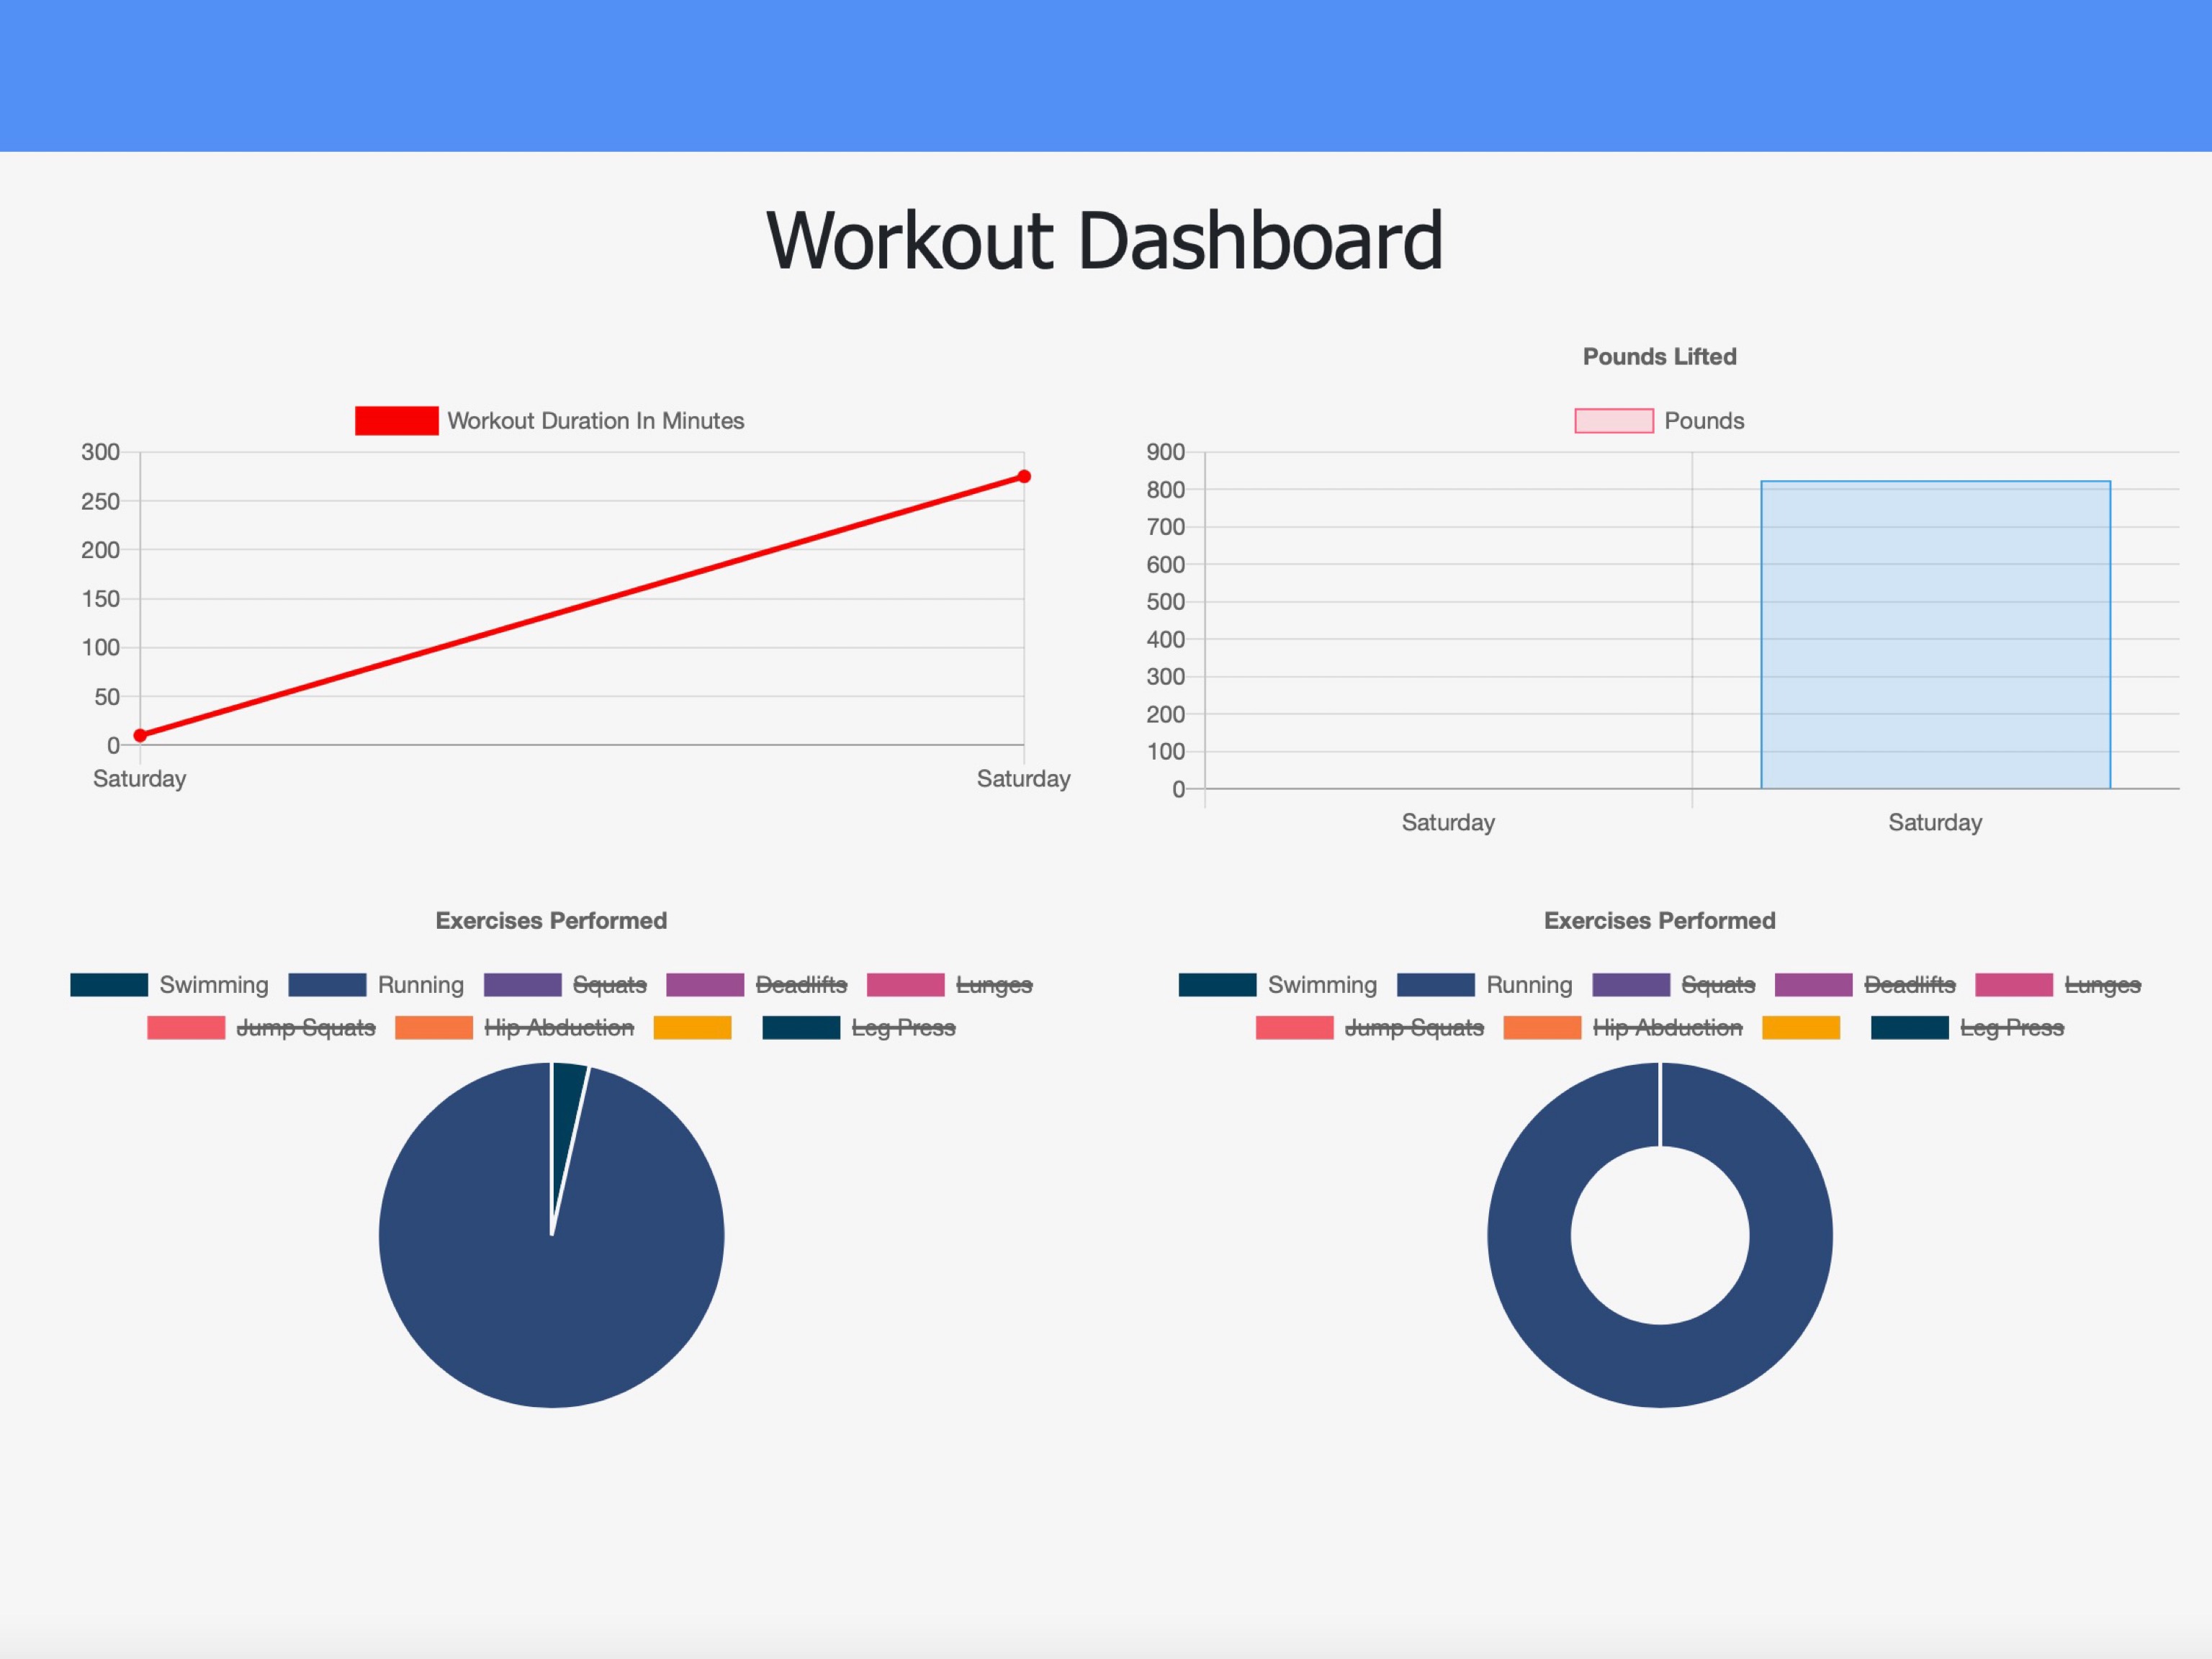 Workout Dashboard
Workout Duration In Minutes
300
250
200
150
100
50
0
Saturday Saturday
Pounds Lifted
Pounds
900
800
700
600
500
400
300
200
100
0
Saturday Saturday
Exercises Performed
Swimming Running Squats Deadlifts Lunges
Jump Squats Hip Abduction Leg Press
Exercises Performed
Swimming Running Squats Deadlifts Lunges
Jump Squats Hip Abduction Leg Press